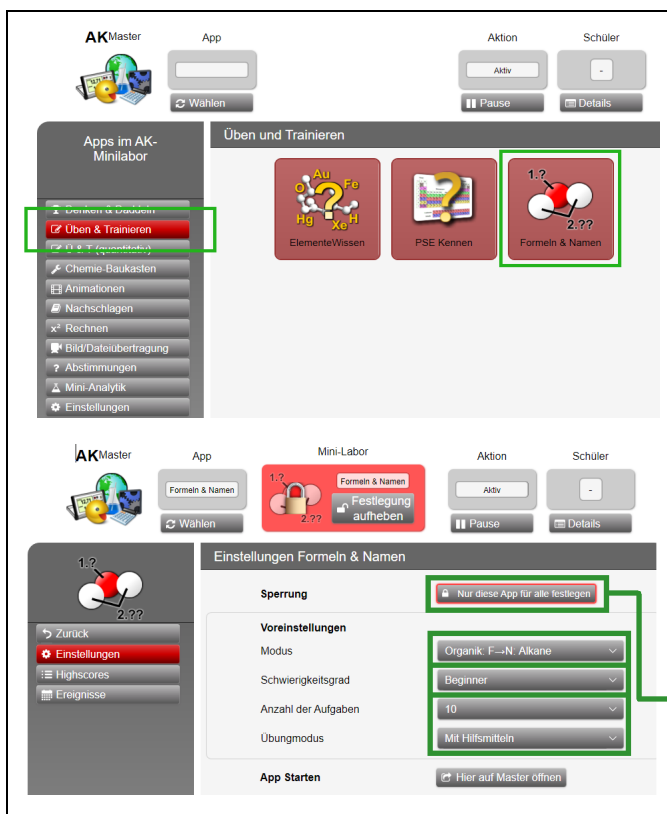 AKMaster App Aktion Schüler
Aktiv -
Wählen Pause Details
Apps im AK-
Minilabor
Üben und Trainieren
Denken & Daddeln
Üben & Trainieren
Ü & T (quantitativ)
Chemie-Baukasten
Animationen
Nachschlagen
x² Rechnen
Bild/Dateiübertragung
? Abstimmungen
Mini-Analytik
Einstellungen
Au
O Fe
Hg Xe H
ElementeWissen
PSE Kennen
1.?
2.??
Formeln & Namen
AKMaster App Mini-Labor Aktion Schüler
Formeln & Namen
1.?
2.??
Formeln & Namen
Festlegung
aufheben
Aktiv -
Wählen Pause Details
1.?
2.??
Zurück
Einstellungen
Highscores
Ereignisse
Einstellungen Formeln & Namen
Sperrung Nur diese App für alle festlegen
Voreinstellungen
Modus Organik: F→N: Alkane
Schwierigkeitsgrad Beginner
Anzahl der Aufgaben 10
Übungmodus Mit Hilfsmitteln
App Starten Hier auf Master öffnen